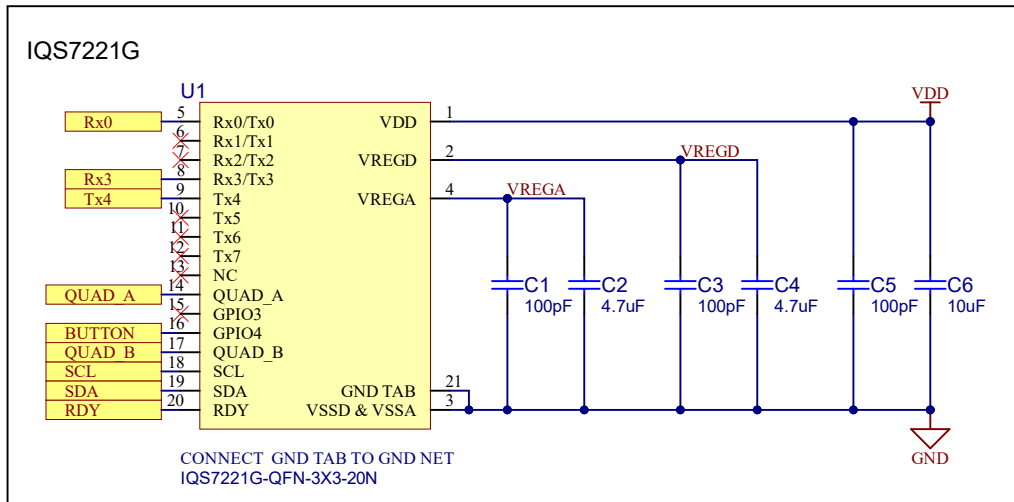 IQS7221G
U1
Rx0 5 Rx0/Tx0 VDD 1 VDD
6 Rx1/Tx1
7 Rx2/Tx2 VREGD 2 VREGD
Rx3 8 Rx3/Tx3
Tx4 9 Tx4 VREGA 4 VREGA
10 Tx5
11 Tx6
12 Tx7
13 NC
QUAD_A 14 QUAD_A
15 GPIO3
BUTTON 16 GPIO4
QUAD_B 17 QUAD_B
SCL 18 SCL
SDA 19 SDA GND TAB 21
RDY 20 RDY VSSD & VSSA 3
C1 C2 C3 C4 C5 C6
100pF 4.7uF 100pF 4.7uF 100pF 10uF
GND
CONNECT GND TAB TO GND NET
IQS7221G-QFN-3X3-20N